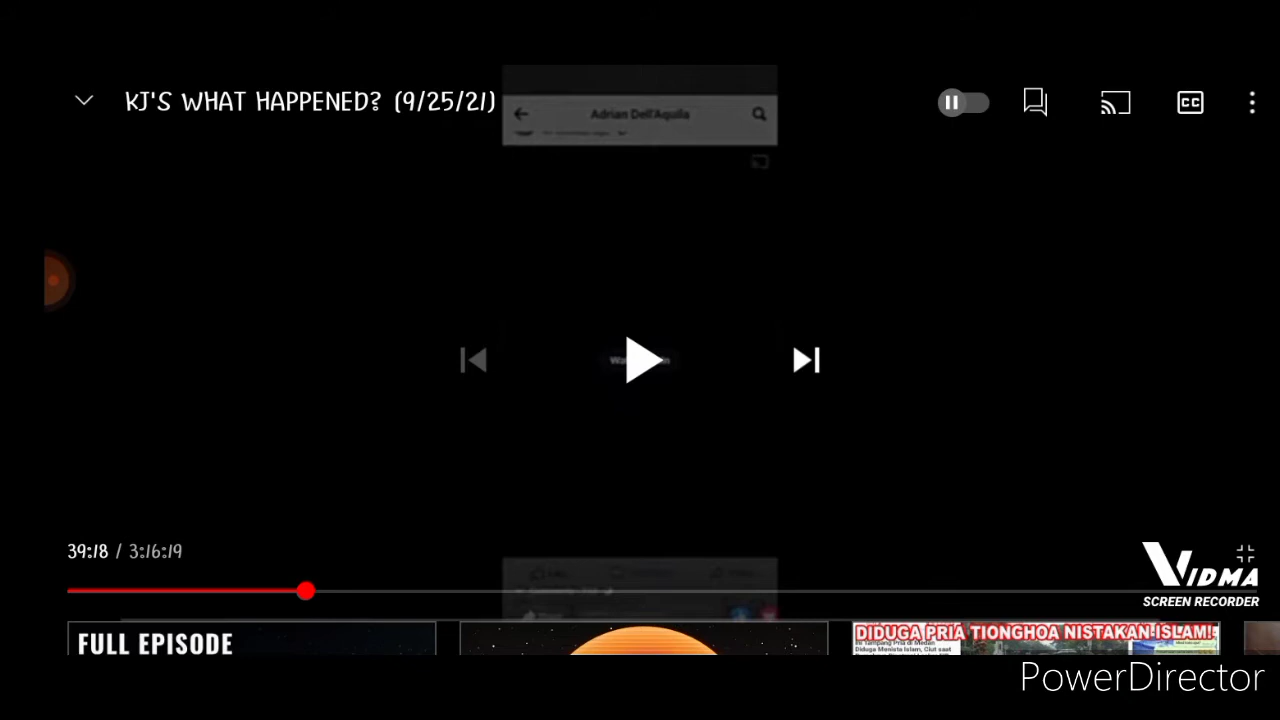 KJ'S WHAT HAPPENED? (9/25/21)
Adrian Dell'Aquila
CC
39:18 / 3:16:19
VIDMA
SCREEN RECORDER
FULL EPISODE
DIDUGA PRIA TIONGHOA NISTAKAN ISLAM!
PowerDirector